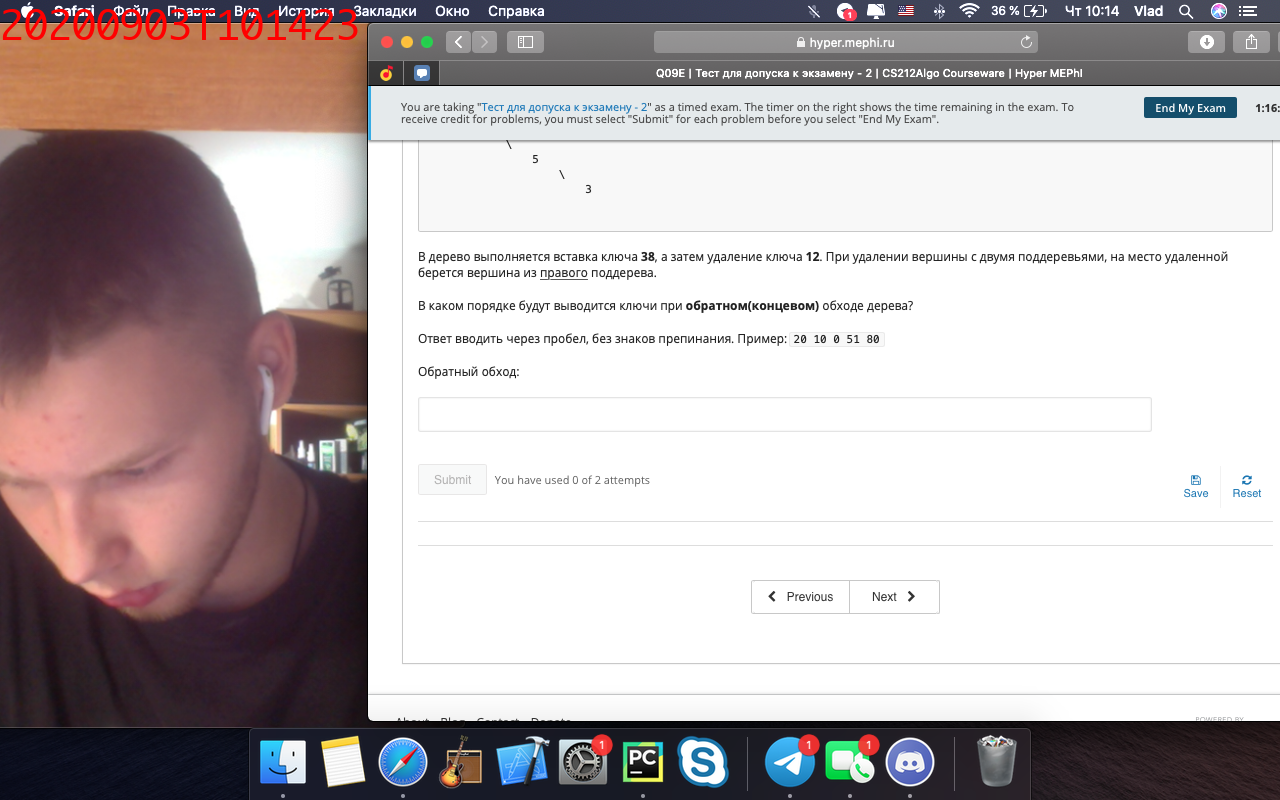 Safari Файл Правка Вид История Закладки Окно Справка 36 % Чт 10:14 Vlad
20200903T101423
hyper.mephi.ru
Q09E | Тест для допуска к экзамену - 2 | CS212Algo Courseware | Hyper MEPhI
You are taking "Тест для допуска к экзамену - 2" as a timed exam. The timer on the right shows the time remaining in the exam. To
receive credit for problems, you must select "Submit" for each problem before you select "End My Exam".
End My Exam
1:16:
\
5
\
3
В дерево выполняется вставка ключа 38, а затем удаление ключа 12. При удалении вершины с двумя поддеревьями, на место удаленной
берется вершина из правого поддерева.
В каком порядке будут выводится ключи при обратном(концевом) обходе дерева?
Ответ вводить через пробел, без знаков препинания. Пример: 20 10 0 51 80
Обратный обход:
Submit You have used 0 of 2 attempts
Save Reset
Previous Next
About Blog Contact Donate
POWERED BY
1
PC
S
1
1